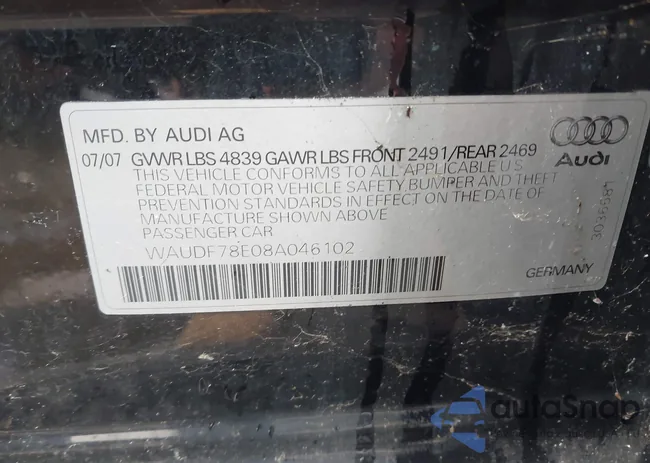 MFD. BY AUDI AG
07/07 GVWR LBS 4839 GAWR LBS FRONT 2491/REAR 2469
THIS VEHICLE CONFORMS TO ALL APPLICABLE U.S.
FEDERAL MOTOR VEHICLE SAFETY, BUMPER AND THEFT
PREVENTION STANDARDS IN EFFECT ON THE DATE OF
MANUFACTURE SHOWN ABOVE
PASSENGER CAR
WAUDF78E08A046102
Audi
GERMANY
autoSnap